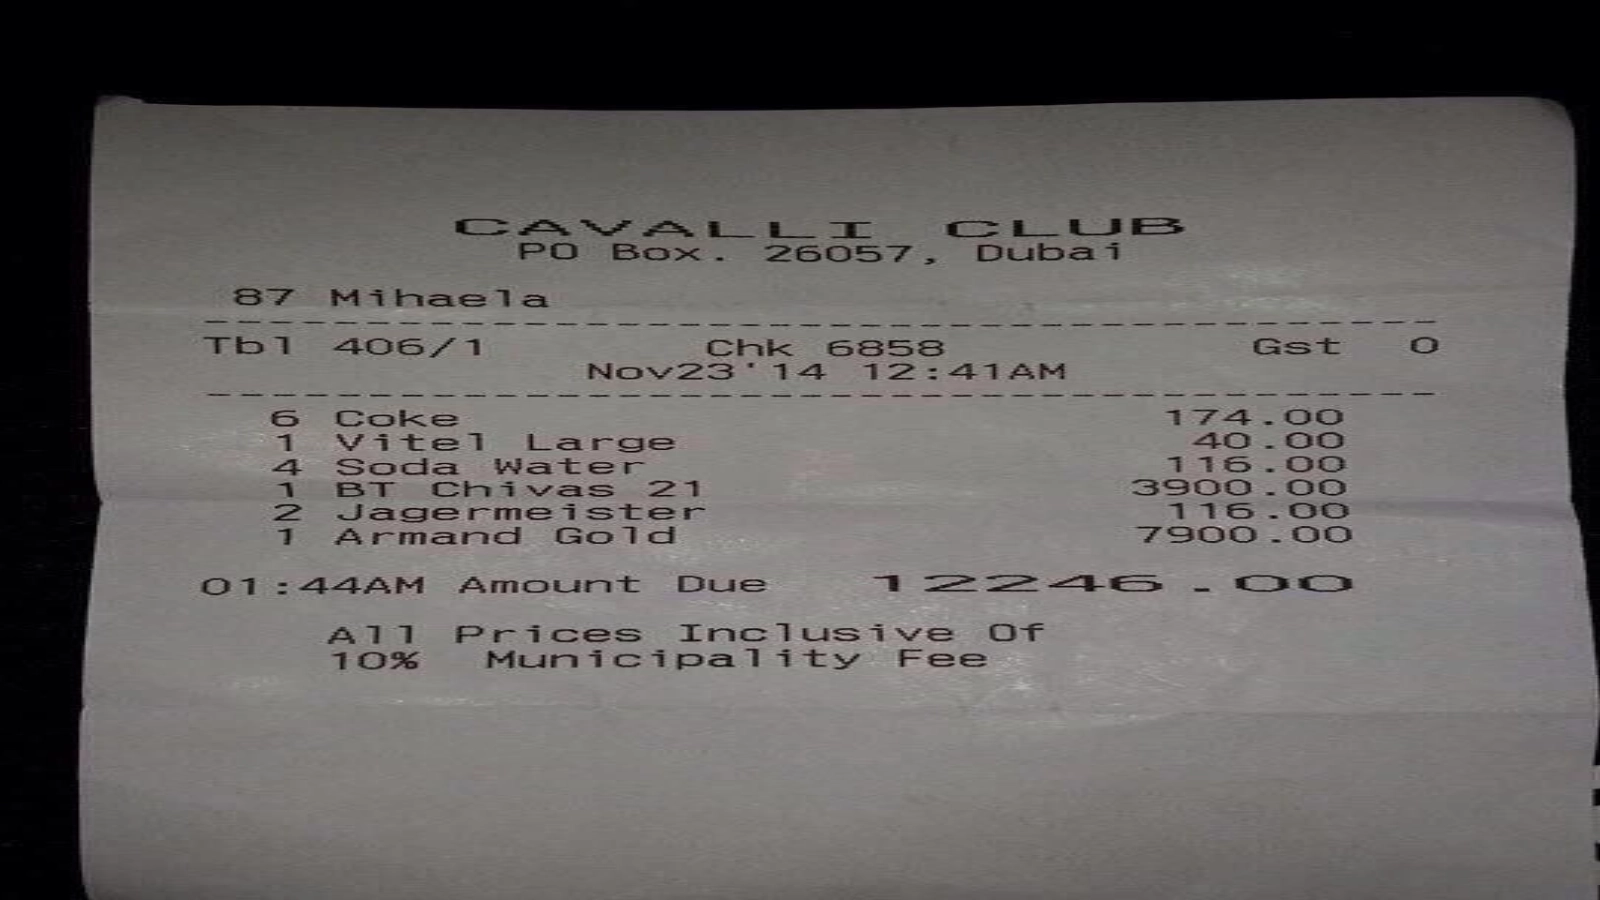 CAVALLI CLUB
PO Box. 26057, Dubai
87 Mihaela
Tbl 406/1 Chk 6858 Gst 0
Nov23'14 12:41AM
6 Coke 174.00
1 Vitel Large 40.00
4 Soda Water 116.00
1 BT Chivas 21 3900.00
2 Jagermeister 116.00
1 Armand Gold 7900.00
01:44AM Amount Due 12246.00
All Prices Inclusive Of
10% Municipality Fee